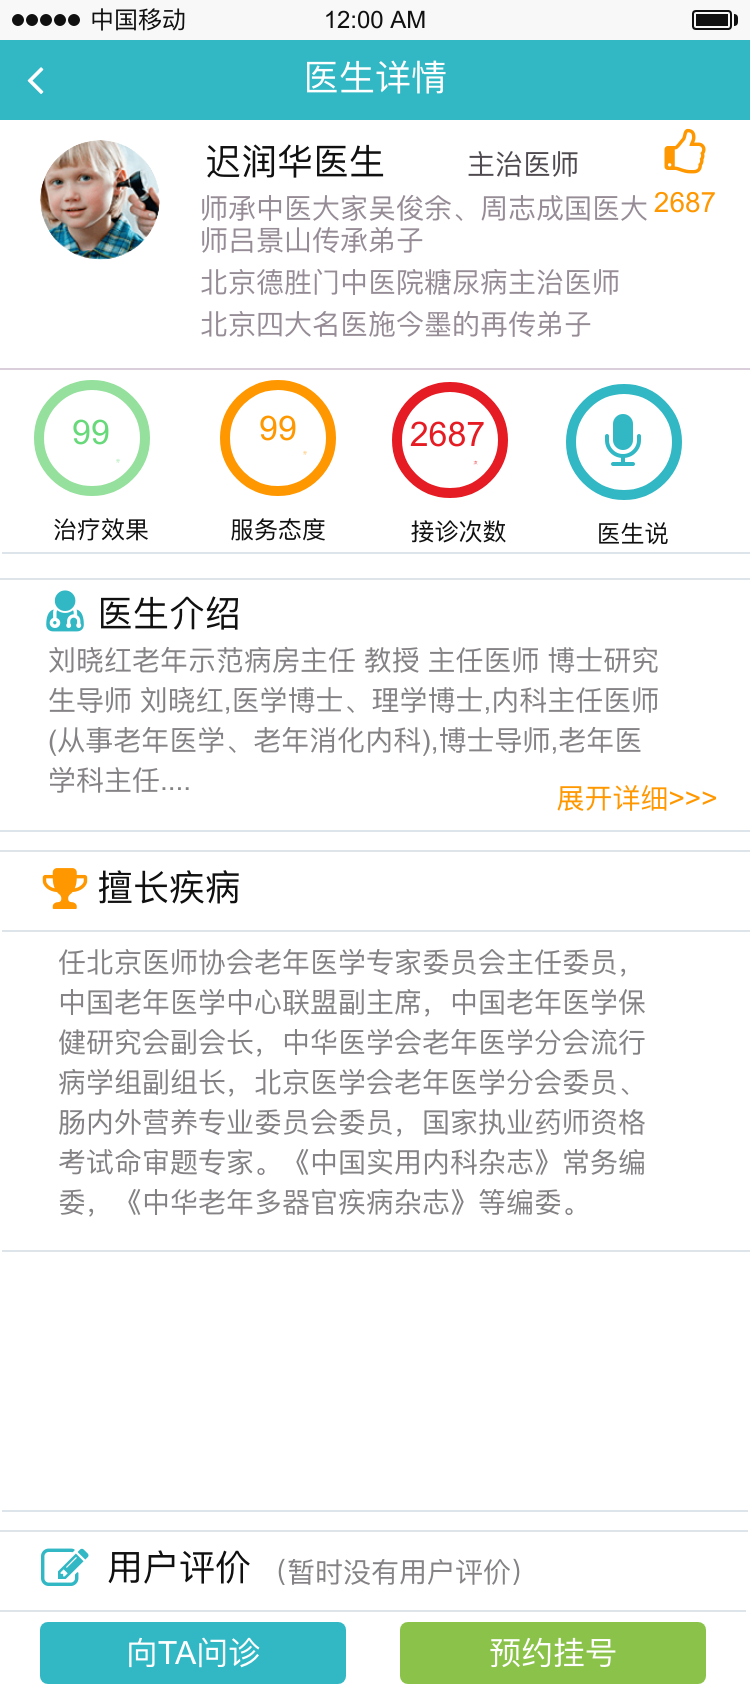 中国移动 12:00 AM
医生详情
迟润华医生 主治医师
师承中医大家吴俊余、周志成国医大 2687
师吕景山传承弟子
北京德胜门中医院糖尿病主治医师
北京四大名医施今墨的再传弟子
99 99 2687
治疗效果 服务态度 接诊次数 医生说
医生介绍
刘晓红老年示范病房主任 教授 主任医师 博士研究
生导师 刘晓红,医学博士、理学博士,内科主任医师
(从事老年医学、老年消化内科),博士导师,老年医
学科主任....
展开详细>>>
擅长疾病
任北京医师协会老年医学专家委员会主任委员，
中国老年医学中心联盟副主席，中国老年医学保
健研究会副会长，中华医学会老年医学分会流行
病学组副组长，北京医学会老年医学分会委员、
肠内外营养专业委员会委员，国家执业药师资格
考试命审题专家。《中国实用内科杂志》常务编
委，《中华老年多器官疾病杂志》等编委。
用户评价 （暂时没有用户评价）
向TA问诊 预约挂号